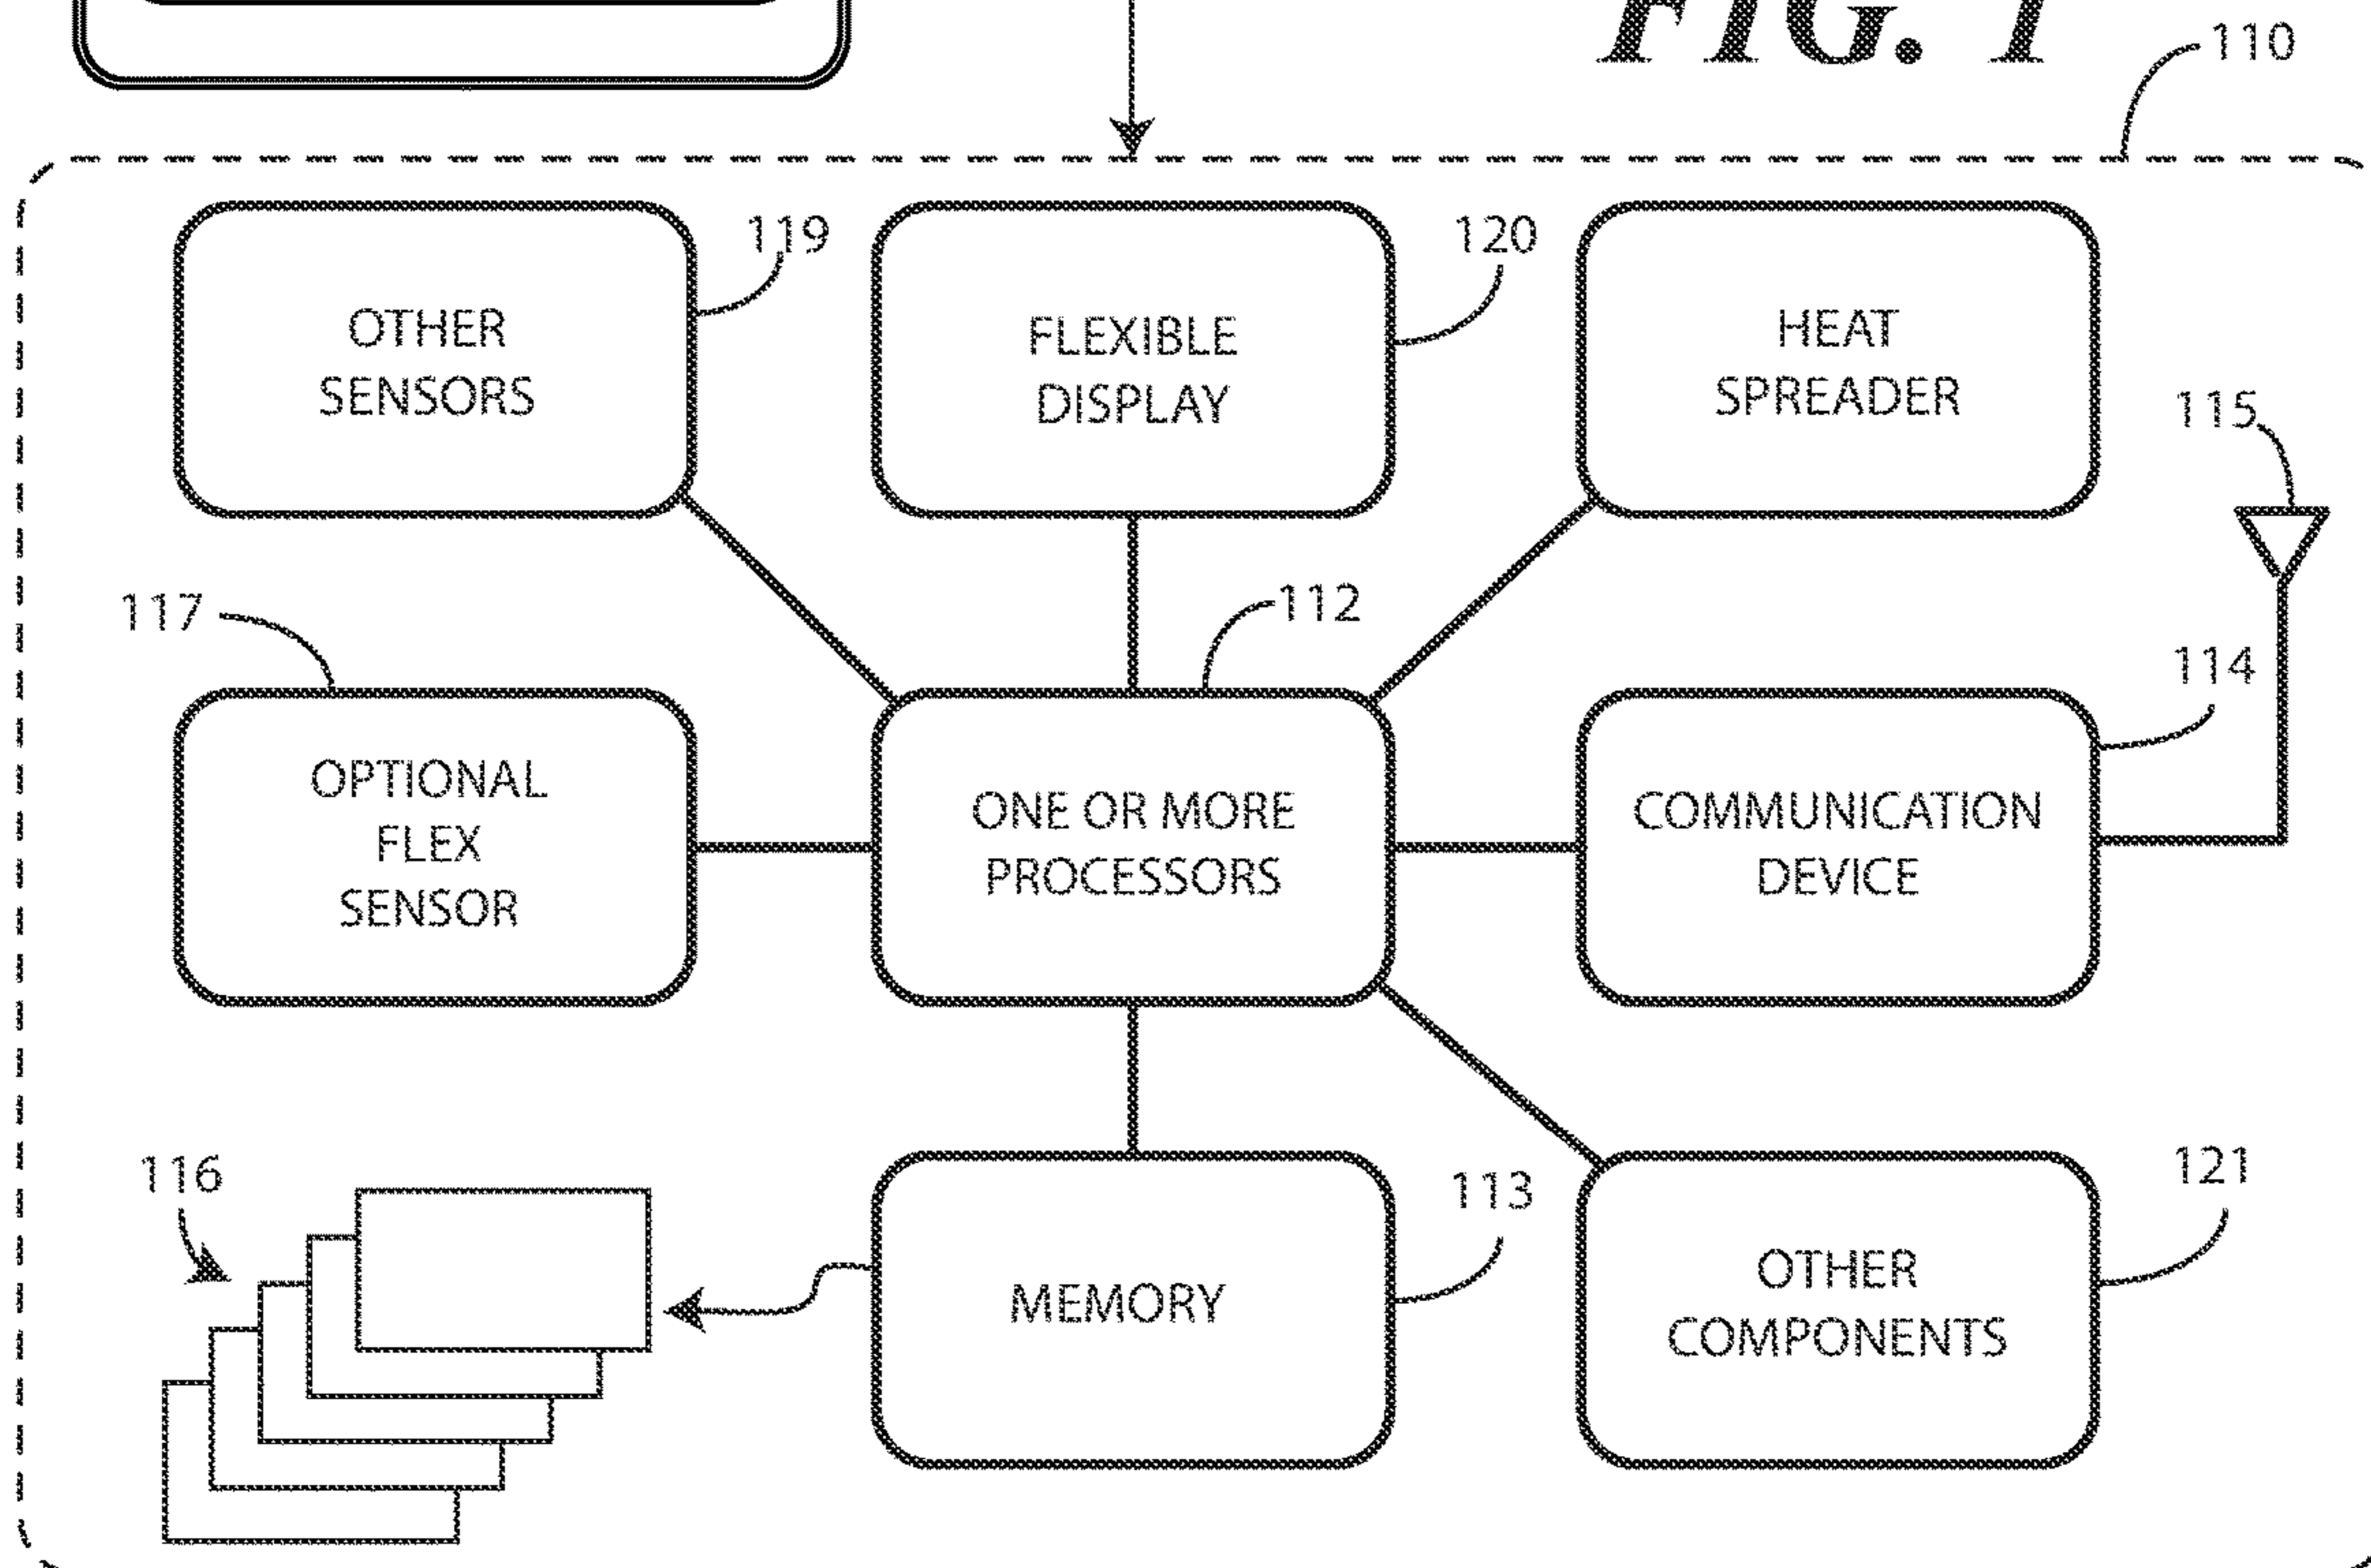 FIG. 1
110
119
120
OTHER
SENSORS
FLEXIBLE
DISPLAY
HEAT
SPREADER
115
117
112
114
OPTIONAL
FLEX
SENSOR
ONE OR MORE
PROCESSORS
COMMUNICATION
DEVICE
116
113
121
MEMORY
OTHER
COMPONENTS